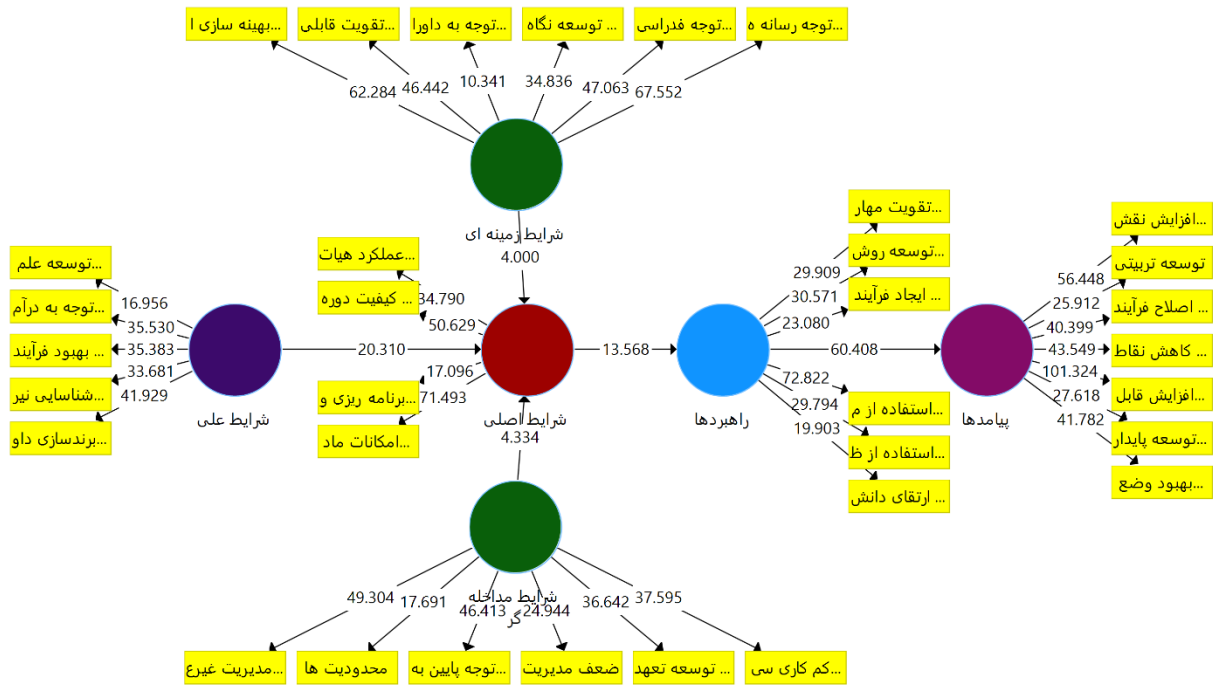 بهینه سازی ا...
تقویت قابلی...
توجه به داورا...
توسعه نگاه ...
توجه فدراسی...
توجه رسانه ه...
62.284
46.442
10.341
34.836
47.063
67.552
شرایط زمینه ای
4.000
توسعه علم...
توجه به درآم...
بهبود فرآیند ...
شناسایی نیر...
برندسازی داو...
16.956
35.530
35.383
33.681
41.929
شرایط علی
20.310
عملکرد هیات...
کیفیت دوره ...
برنامه ریزی و...
امکانات ماد...
34.790
50.629
17.096
71.493
شرایط اصلی
4.334
13.568
تقویت مهار...
توسعه روش...
ایجاد فرآیند ...
استفاده از م...
استفاده از ظ...
ارتقای دانش ...
29.909
30.571
23.080
72.822
29.794
19.903
راهبردها
60.408
افزایش نقش...
توسعه تربیتی
اصلاح فرآیند ...
کاهش نقاط ...
افزایش قابل...
توسعه پایدار...
بهبود وضع...
56.448
25.912
40.399
43.549
101.324
27.618
41.782
پیامدها
شرایط مداخله
گر
49.304
17.691
46.413
24.944
36.642
37.595
مدیریت غیرع...
محدودیت ها
توجه پایین به...
ضعف مدیریت
توسعه تعهد ...
کم کاری سی...